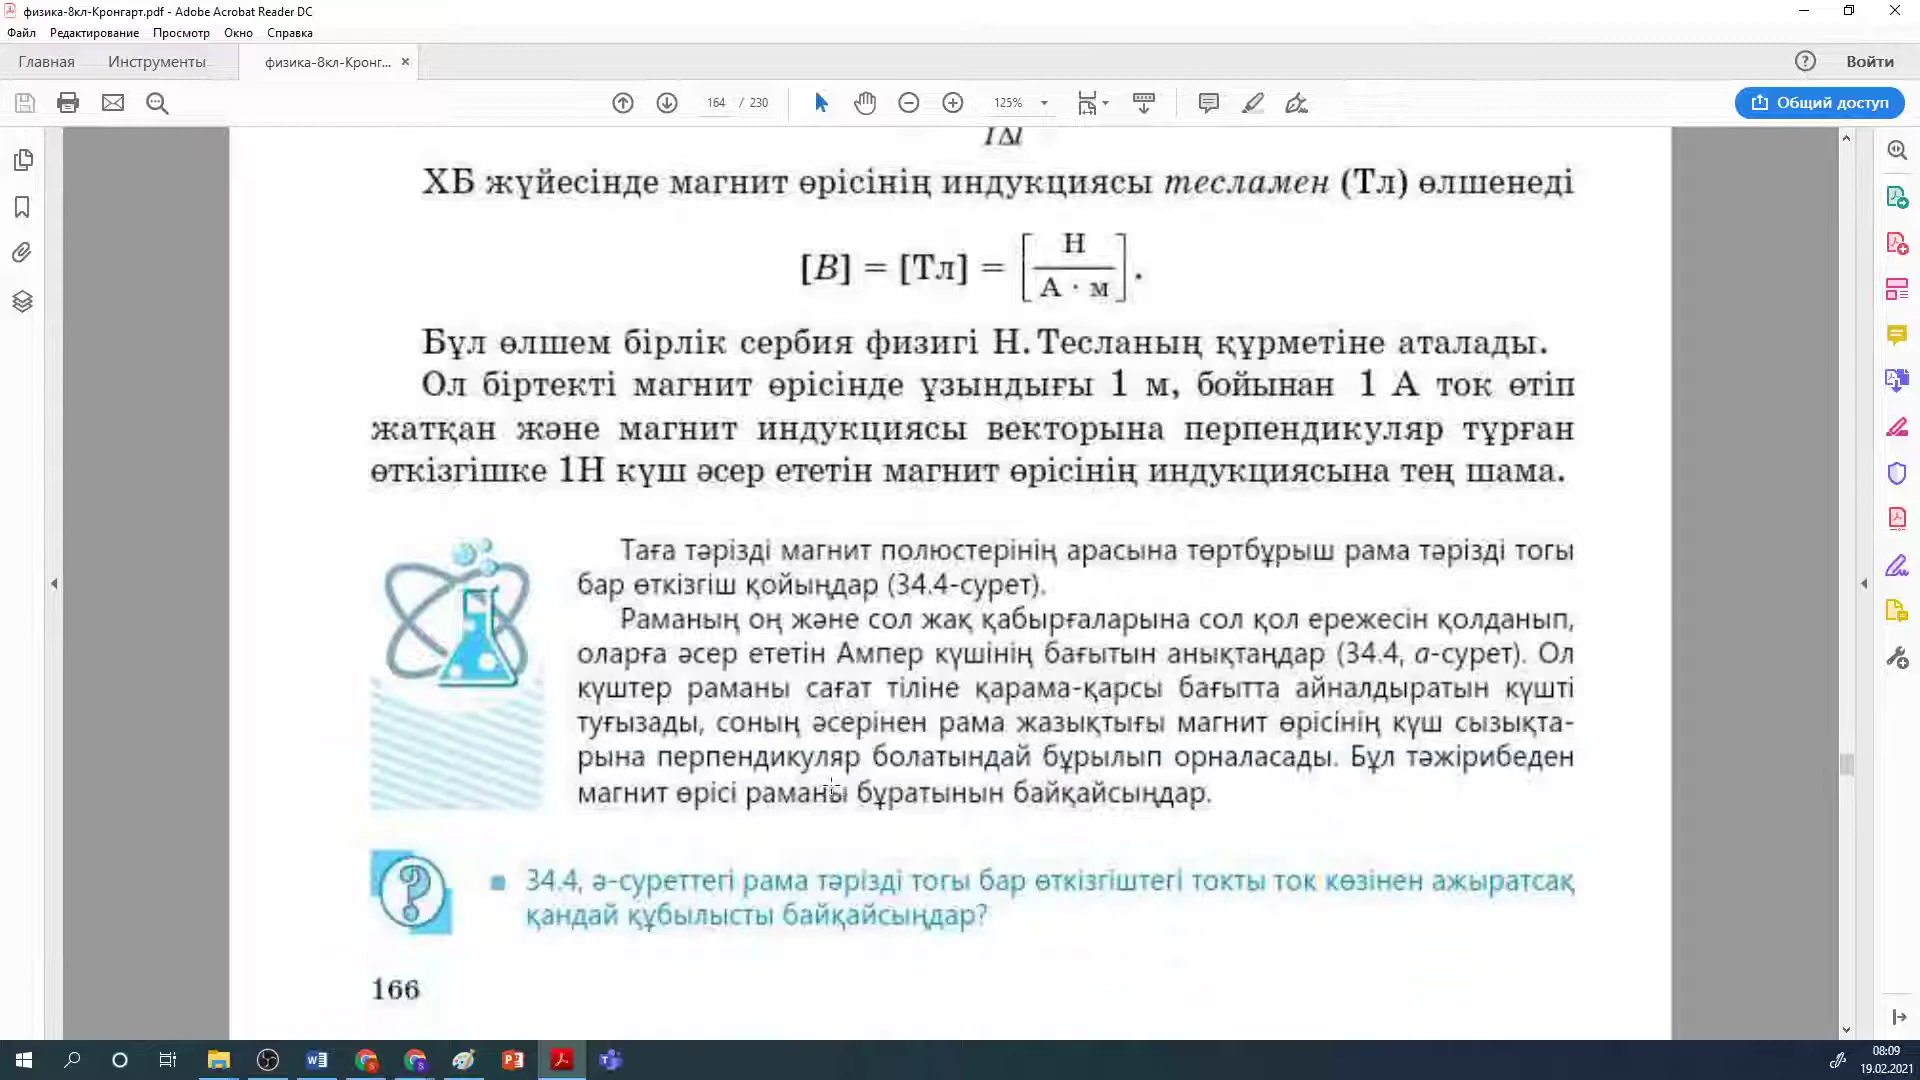 физика-8кл-Кронгарт.pdf - Adobe Acrobat Reader DC
Файл Редактирование Просмотр Окно Справка
Главная Инструменты физика-8кл-Кронг... × Войти
164 / 230 125% Общий доступ
IΔl
ХБ жүйесінде магнит өрісінің индукциясы тесламен (Тл) өлшенеді
[B] = [Тл] = [Н / А · м].
Бұл өлшем бірлік сербия физигі Н. Тесланың құрметіне аталады.
Ол біртекті магнит өрісінде ұзындығы 1 м, бойынан 1 А ток өтіп
жатқан және магнит индукциясы векторына перпендикуляр тұрған
өткізгішке 1Н күш әсер ететін магнит өрісінің индукциясына тең шама.
Таға тәрізді магнит полюстерінің арасына төртбұрыш рама тәрізді тогы
бар өткізгіш қойыңдар (34.4-сурет).
Раманың оң және сол жақ қабырғаларына сол қол ережесін қолданып,
оларға әсер ететін Ампер күшінің бағытын анықтаңдар (34.4, а-сурет). Ол
күштер раманы сағат тіліне қарама-қарсы бағытта айналдыратын күшті
туғызады, соның әсерінен рама жазықтығы магнит өрісінің күш сызықта-
рына перпендикуляр болатындай бұрылып орналасады. Бұл тәжірибеден
магнит өрісі раманы бұратынын байқайсыңдар.
34.4, ә-суреттегі рама тәрізді тогы бар өткізгіштегі токты ток көзінен ажыратсақ
қандай құбылысты байқайсыңдар?
166
08:09
19.02.2021